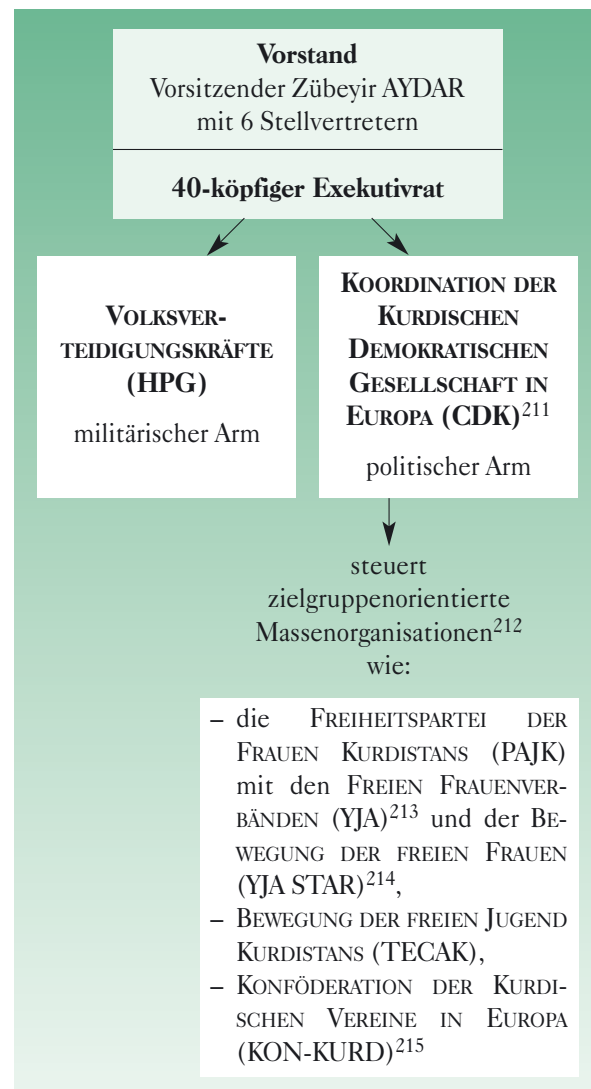 Vorstand
Vorsitzender Zübeyir AYDAR
mit 6 Stellvertretern
40-köpfiger Exekutivrat
VOLKSVER-
TEIDIGUNGSKRÄFTE
(HPG)
militärischer Arm
KOORDINATION DER
KURDISCHEN
DEMOKRATISCHEN
GESELLSCHAFT IN
EUROPA (CDK)211
politischer Arm
steuert
zielgruppenorientierte
Massenorganisationen212
wie:
– die FREIHEITSPARTEI DER
FRAUEN KURDISTANS (PAJK)
mit den FREIEN FRAUENVER-
BÄNDEN (YJA)213 und der BE-
WEGUNG DER FREIEN FRAUEN
(YJA STAR)214,
– BEWEGUNG DER FREIEN JUGEND
KURDISTANS (TECAK),
– KONFÖDERATION DER KURDI-
SCHEN VEREINE IN EUROPA
(KON-KURD)215